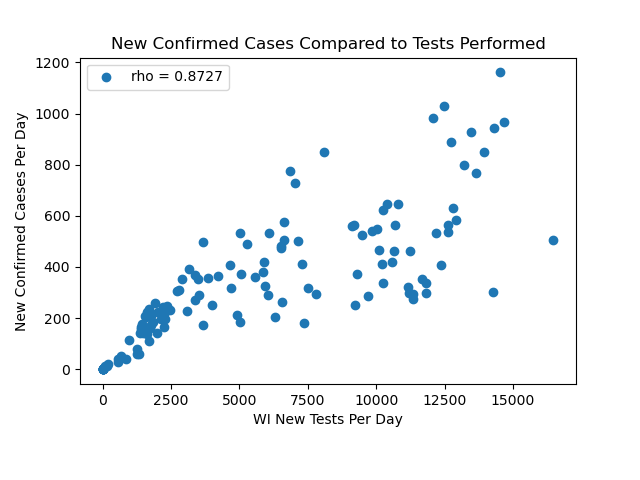 New Confirmed Cases Compared to Tests Performed
rho = 0.8727
New Confirmed Caeses Per Day
1200
1000
800
600
400
200
0
0 2500 5000 7500 10000 12500 15000
WI New Tests Per Day